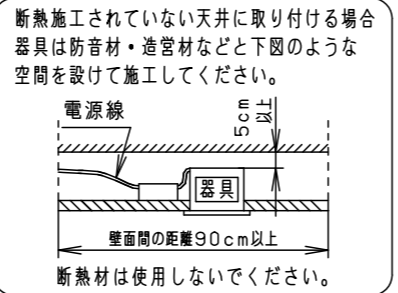 断熱施工されていない天井に取り付ける場合
器具は防音材・造営材などと下図のような
空間を設けて施工してください。
電源線
5cm
以上
器具
壁面間の距離90cm以上
断熱材は使用しないでください。